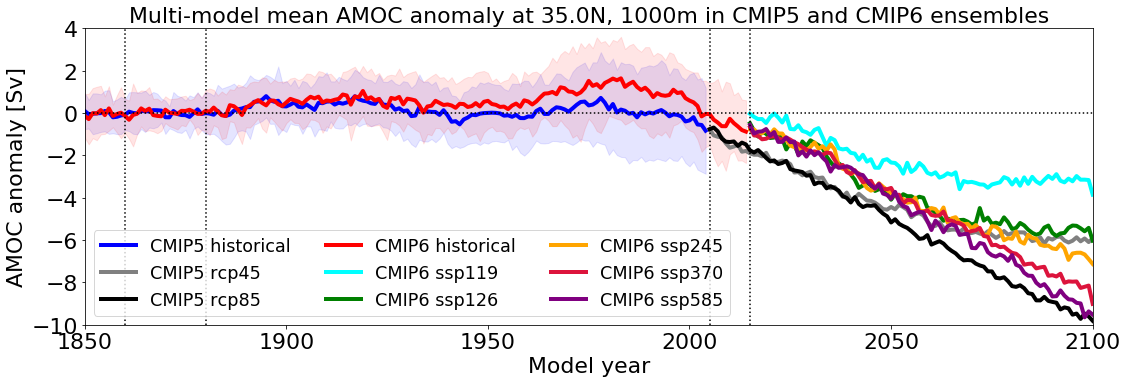 Multi-model mean AMOC anomaly at 35.0N, 1000m in CMIP5 and CMIP6 ensembles
AMOC anomaly [Sv]
4
2
0
−2
−4
−6
−8
−10
CMIP5 historical
CMIP5 rcp45
CMIP5 rcp85
CMIP6 historical
CMIP6 ssp119
CMIP6 ssp126
CMIP6 ssp245
CMIP6 ssp370
CMIP6 ssp585
1850 1900 1950 2000 2050 2100
Model year